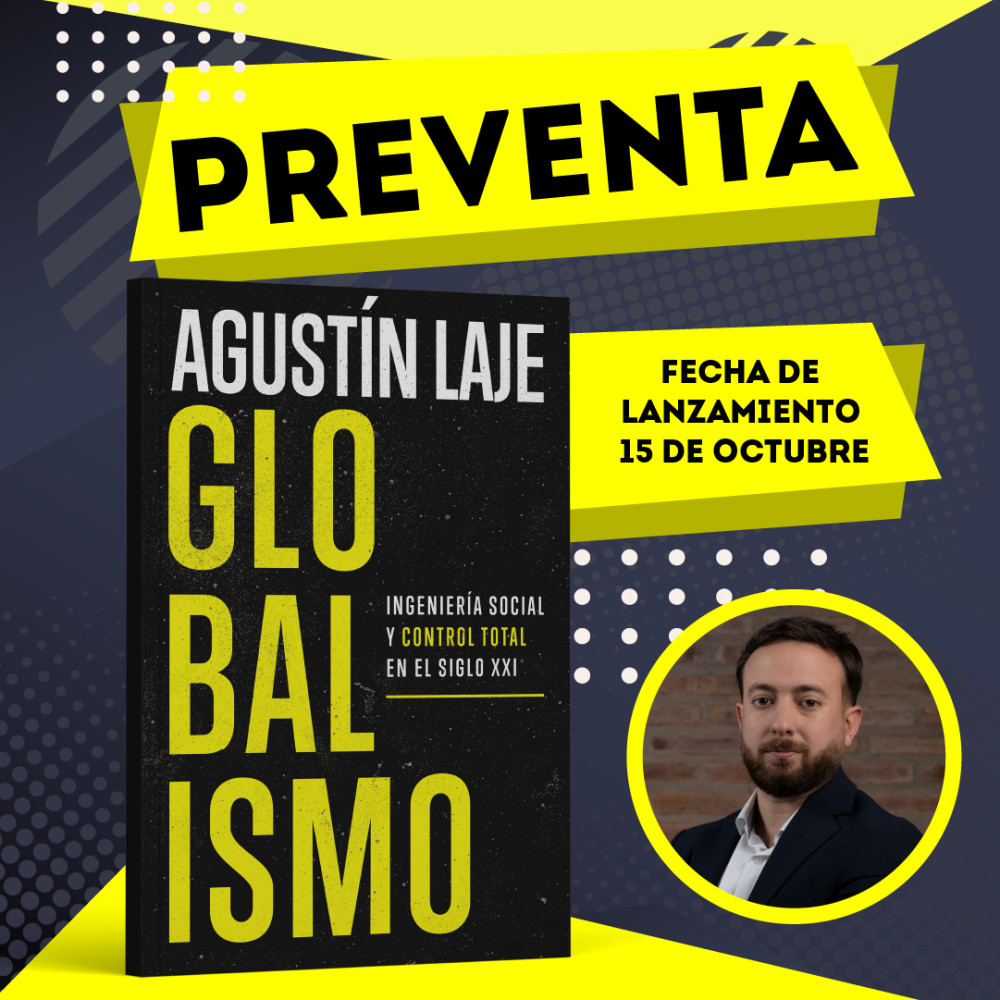 PREVENTA
AGUSTÍN LAJE
GLO
BAL
ISMO
INGENIERÍA SOCIAL
Y CONTROL TOTAL
EN EL SIGLO XXI
FECHA DE
LANZAMIENTO
15 DE OCTUBRE